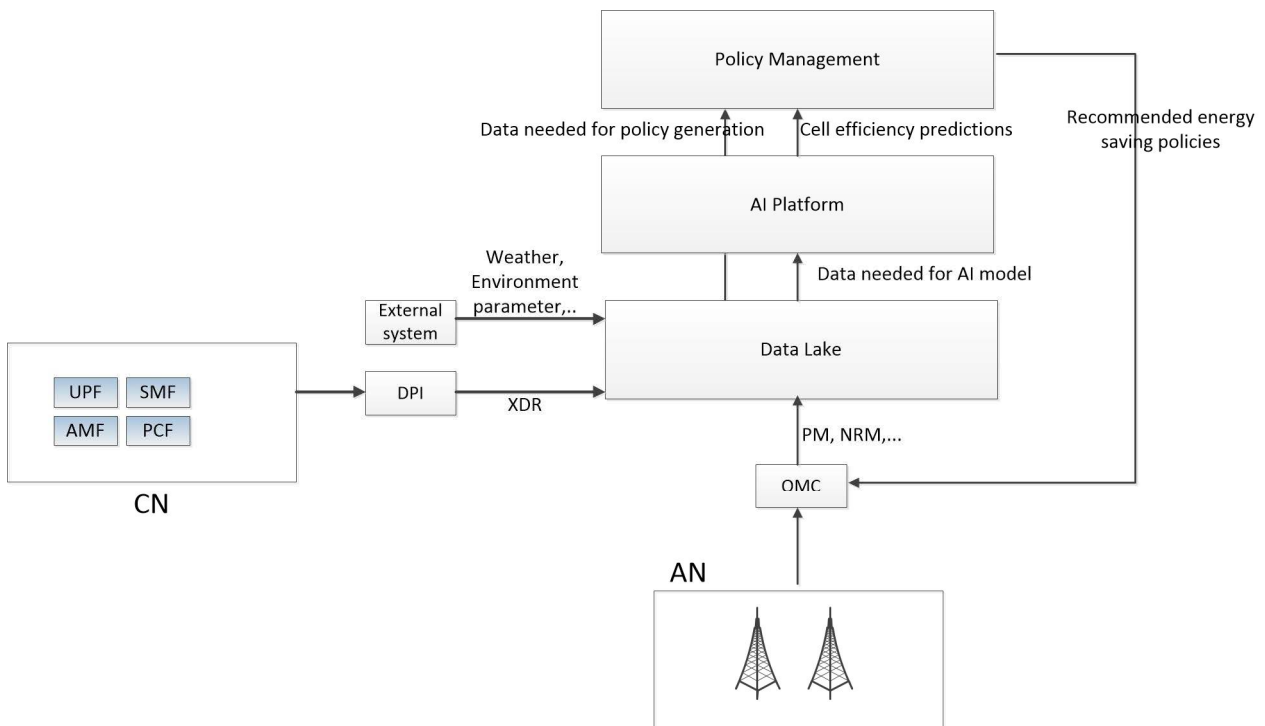 Policy Management
Data needed for policy generation
Cell efficiency predictions
Recommended energy
saving policies
AI Platform
Weather,
Environment
parameter,..
Data needed for AI model
External
system
Data Lake
UPF
SMF
DPI
XDR
AMF
PCF
PM, NRM,...
OMC
CN
AN